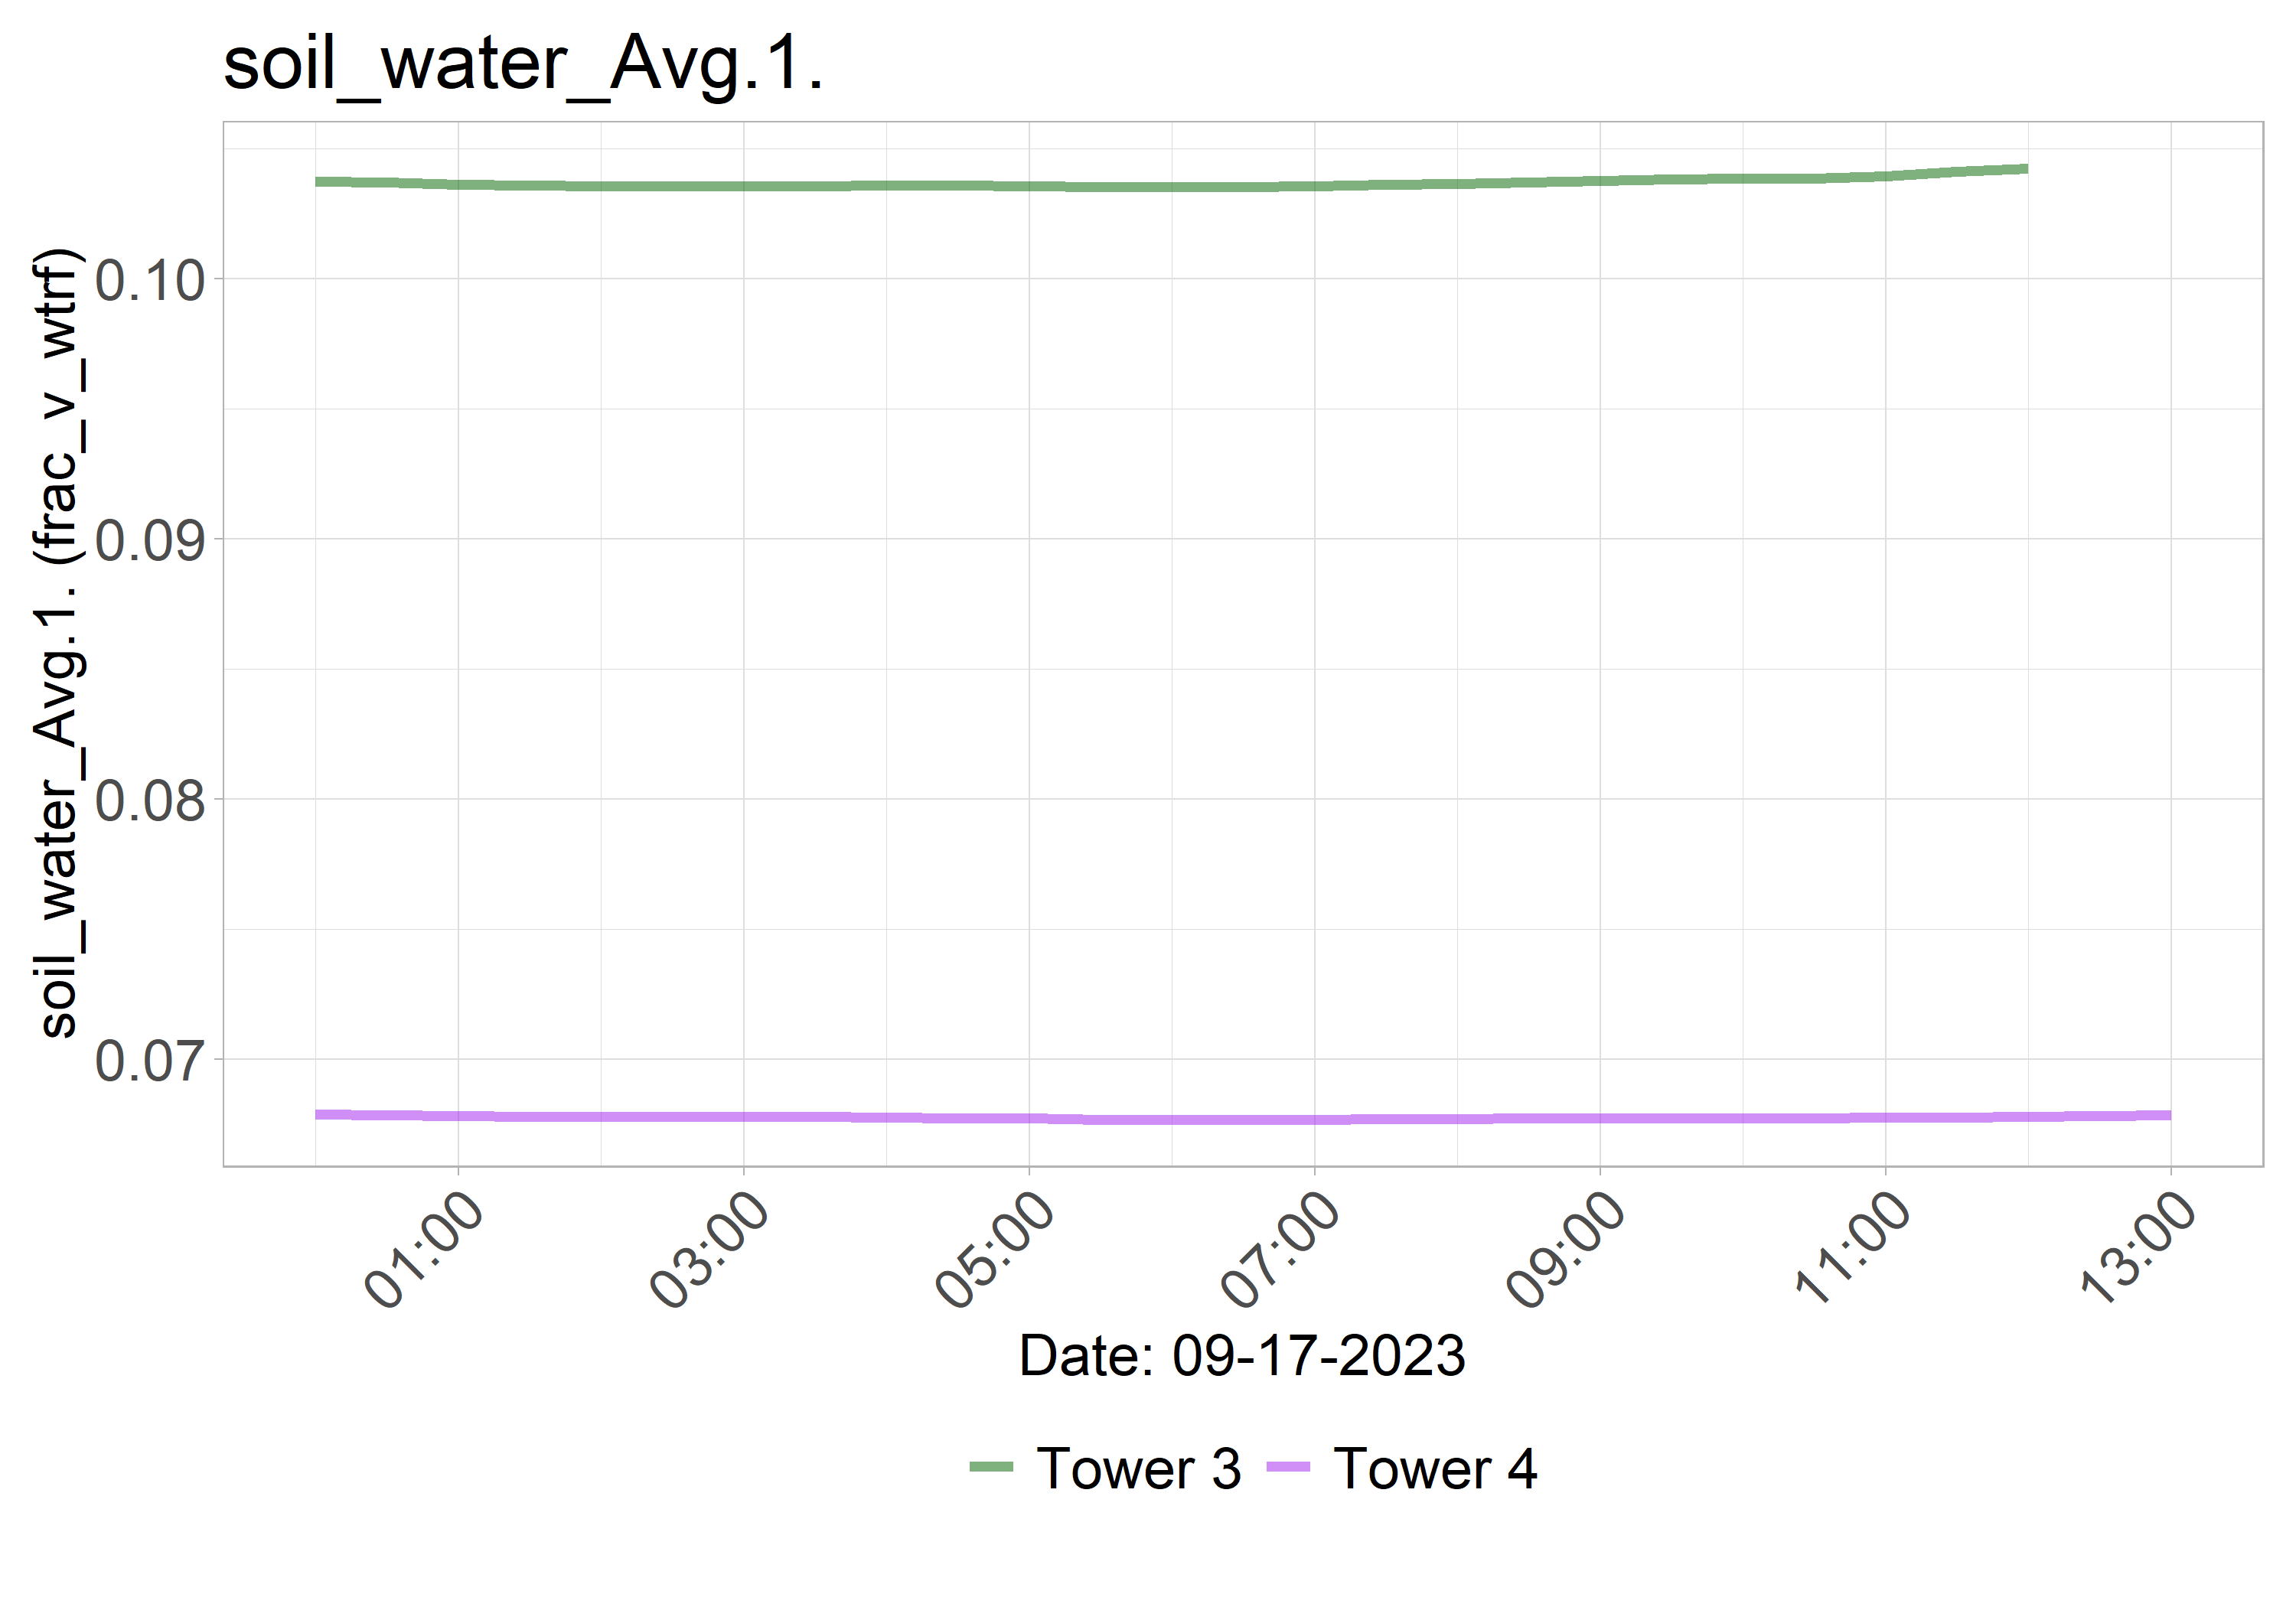 soil_water_Avg.1.
soil_water_Avg.1. (frac_v_wtrf)
0.10
0.09
0.08
0.07
01:00
03:00
05:00
07:00
09:00
11:00
13:00
Date: 09-17-2023
Tower 3
Tower 4